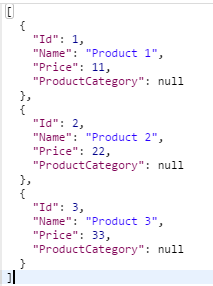 [
  {
    "Id": 1,
    "Name": "Product 1",
    "Price": 11,
    "ProductCategory": null
  },
  {
    "Id": 2,
    "Name": "Product 2",
    "Price": 22,
    "ProductCategory": null
  },
  {
    "Id": 3,
    "Name": "Product 3",
    "Price": 33,
    "ProductCategory": null
  }
]